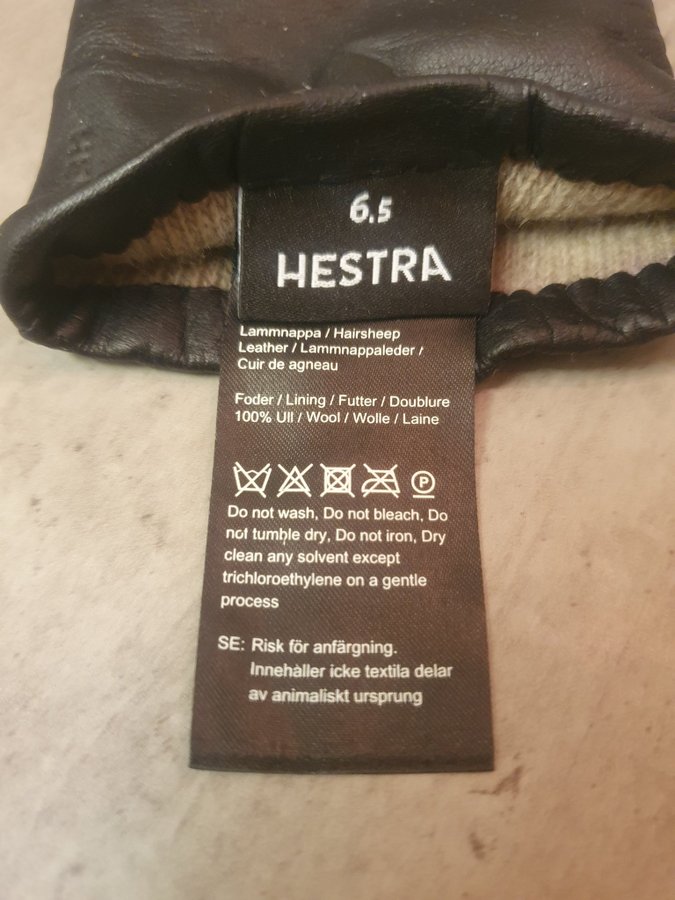 6.5
HESTRA
Lammnappa / Hairsheep
Leather / Lammnappaleder /
Cuir de agneau
Foder / Lining / Futter / Doublure
100% Ull / Wool / Wolle / Laine
P
Do not wash, Do not bleach, Do
not tumble dry, Do not iron, Dry
clean any solvent except
trichloroethylene on a gentle
process
SE: Risk för anfärgning.
Innehåller icke textila delar
av animaliskt ursprung